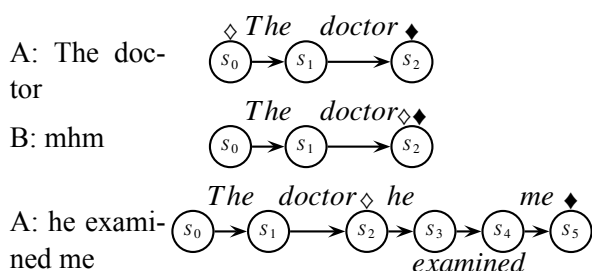 ◊ The doctor ♦
A: The doc-
tor
s0 s1 s2
The doctor ◊♦
B: mhm
s0 s1 s2
The doctor ◊ he me ♦
A: he exami-
ned me
s0 s1 s2 s3 s4 s5
examined